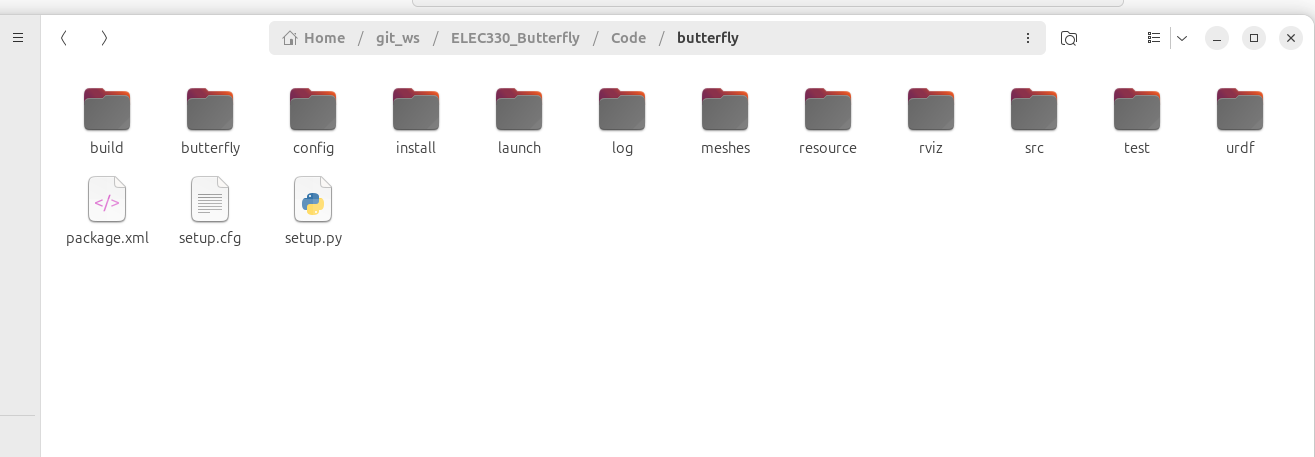 Home / git_ws / ELEC330_Butterfly / Code / butterfly
build butterfly config install launch log meshes resource rviz src test urdf
</> 
package.xml setup.cfg setup.py